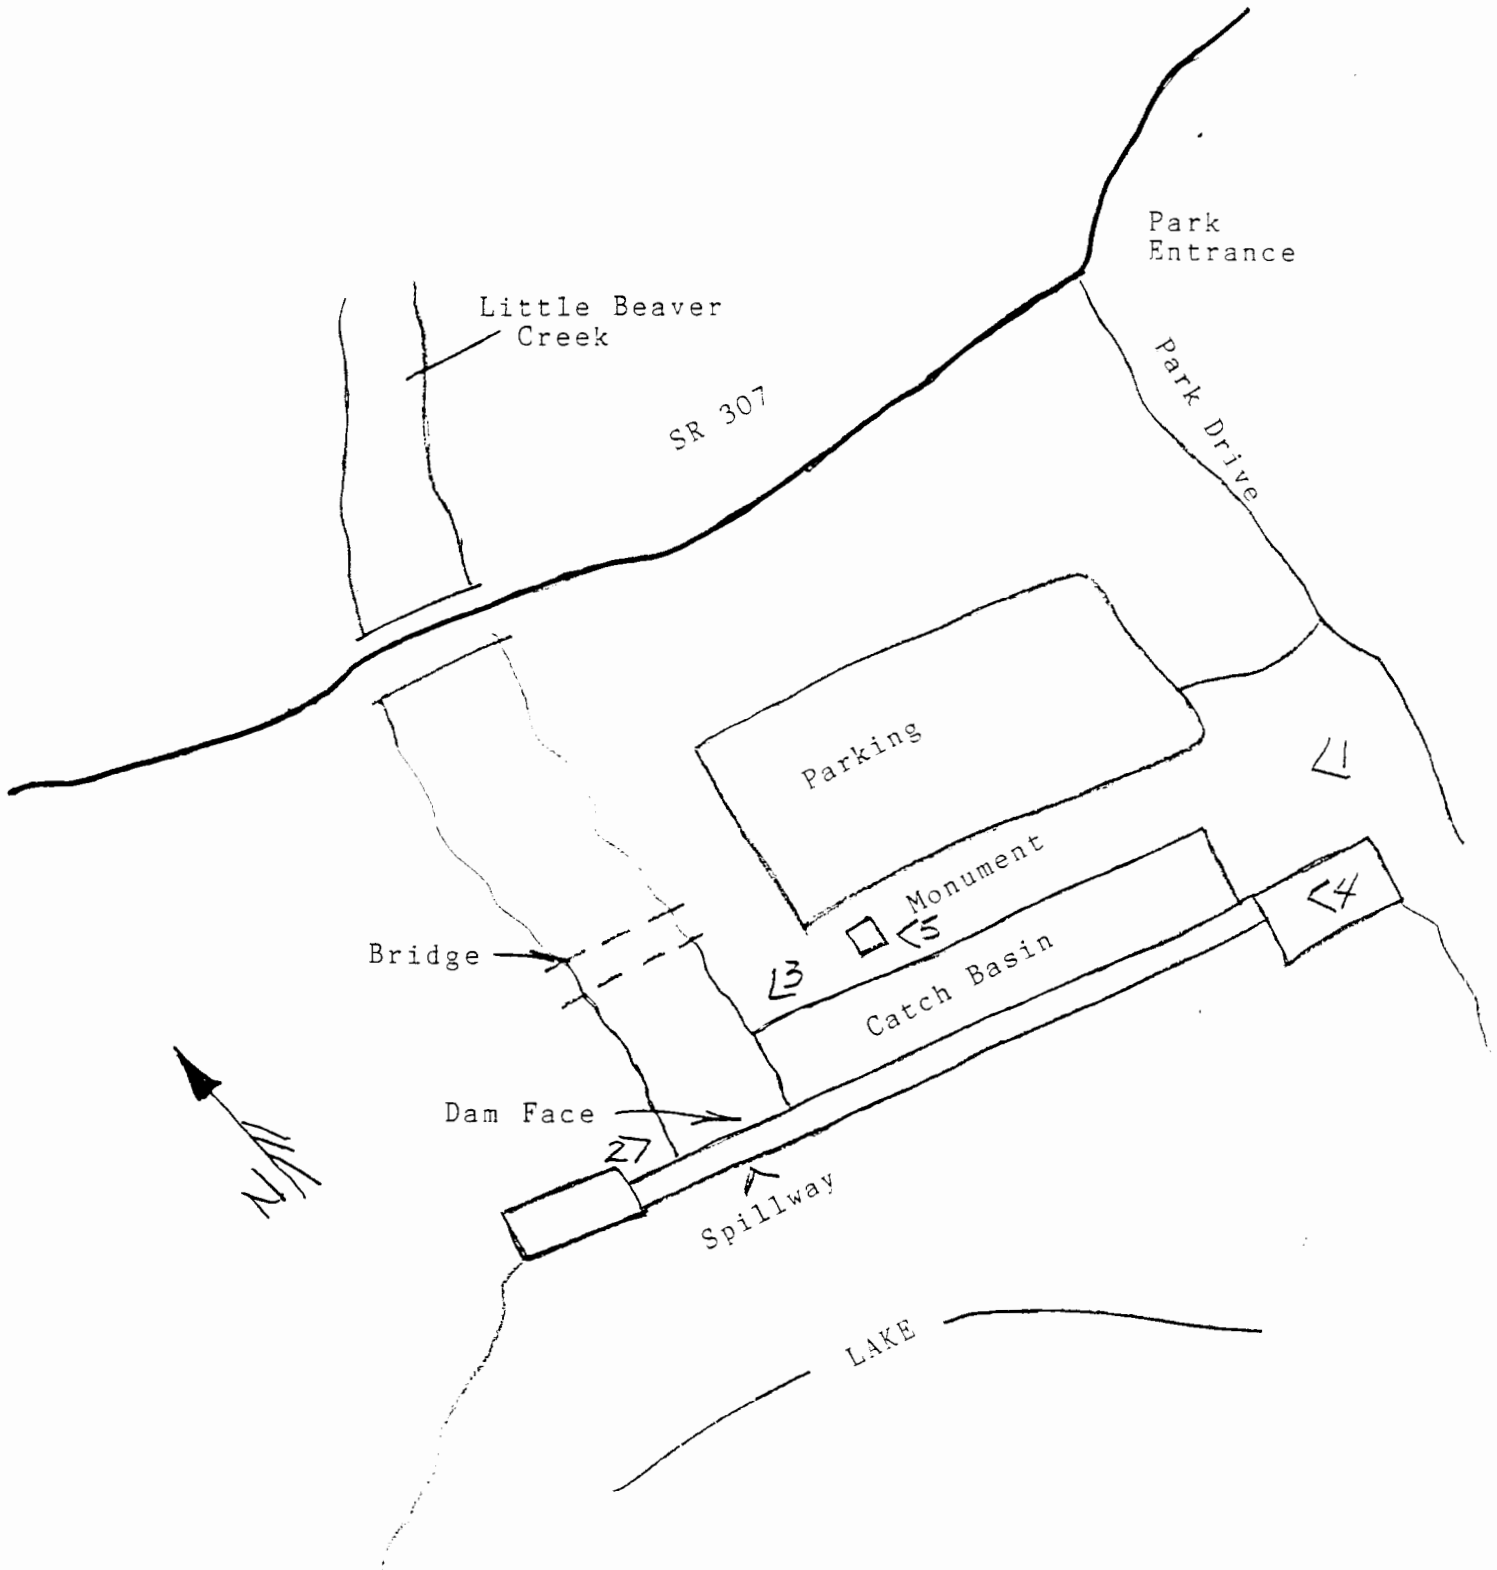 Park
Entrance
Little Beaver
Creek
SR 307
Park Drive
Parking
1
Monument
4
5
Bridge
3
Catch Basin
Dam Face
2
N
Spillway
LAKE